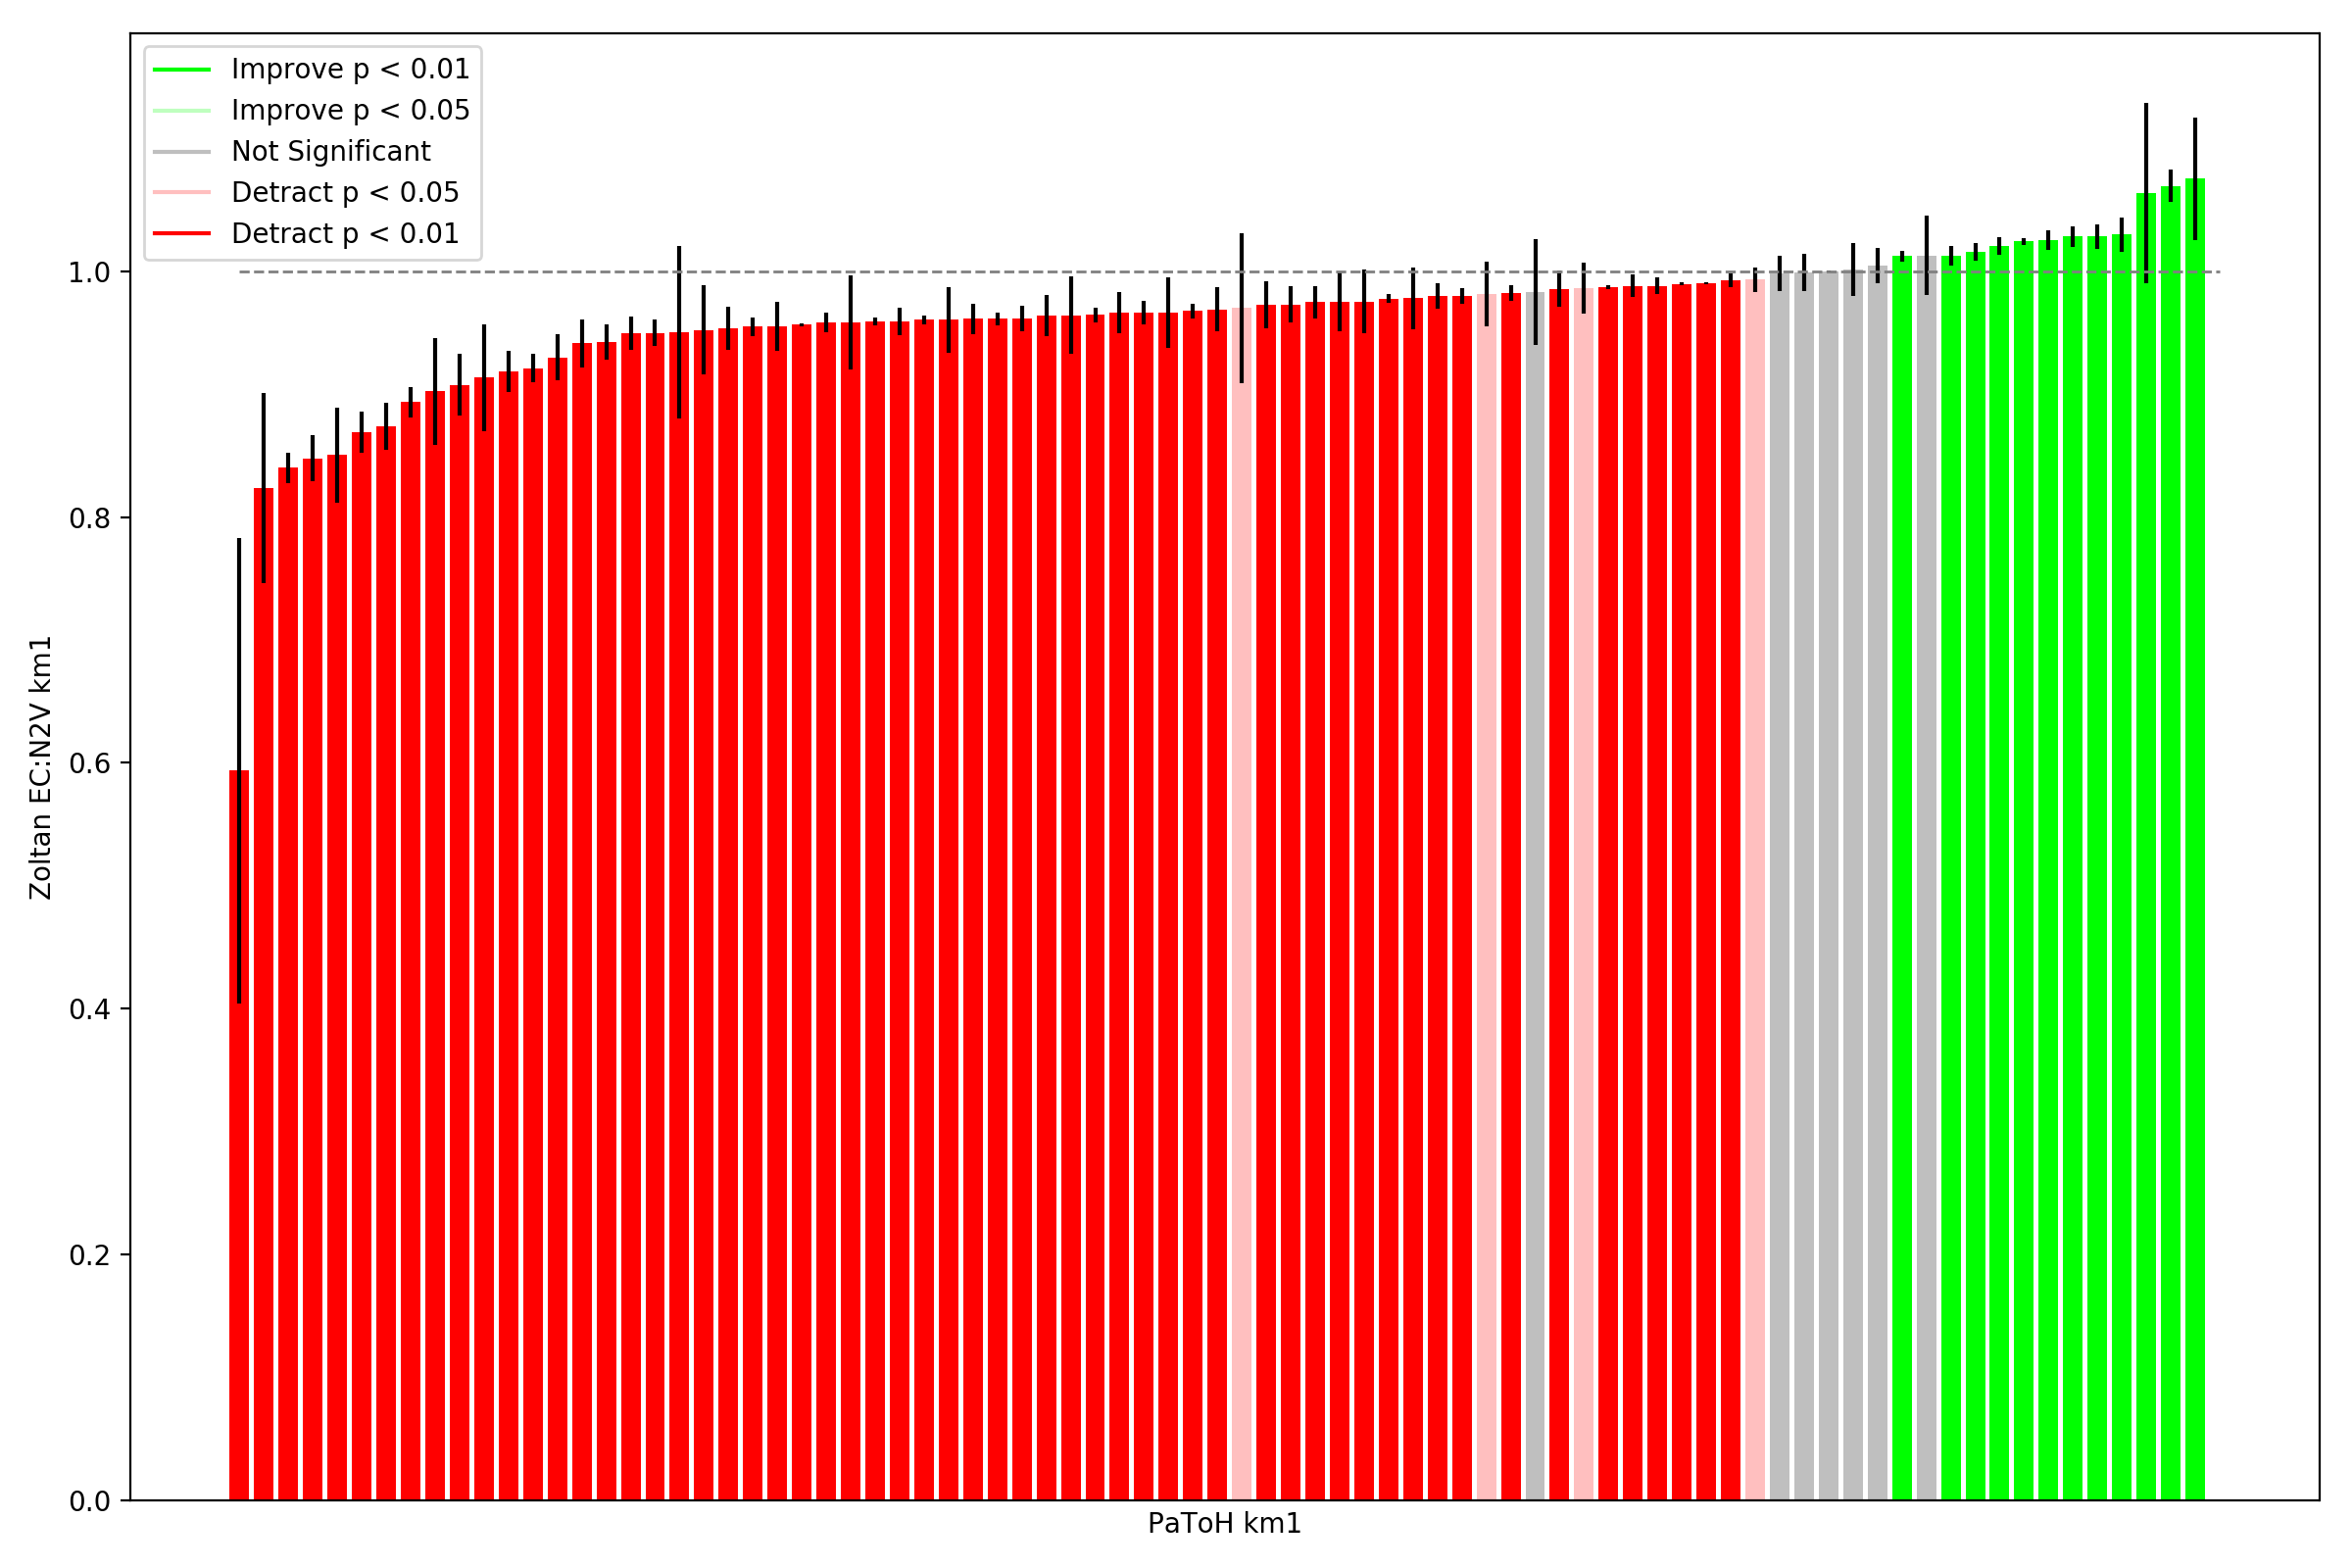 Improve p < 0.01
Improve p < 0.05
Not Significant
Detract p < 0.05
Detract p < 0.01
1.0
0.8
0.6
0.4
0.2
0.0
Zoltan EC:N2V km1
PaToH km1